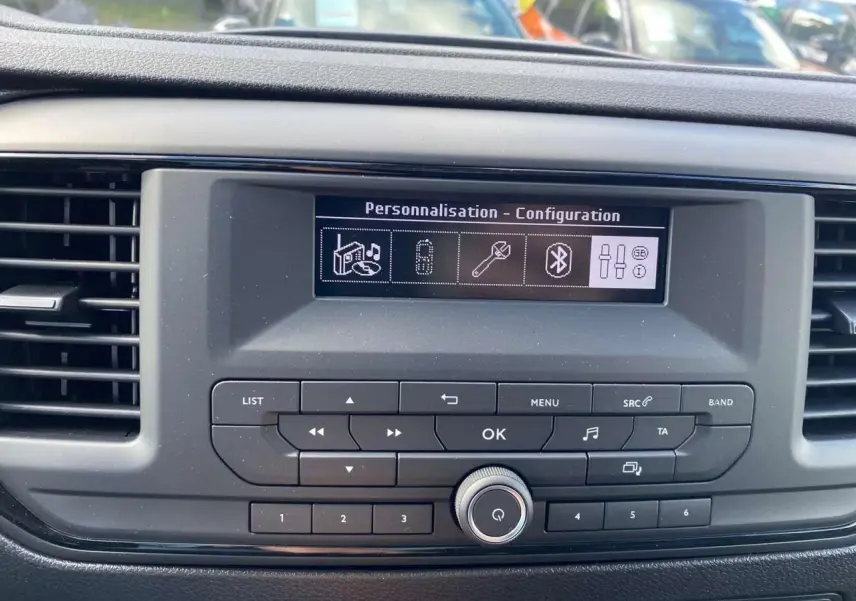 Personnalisation - Configuration
GB
I
LIST
MENU
SRC
BAND
OK
TA
1
2
3
4
5
6